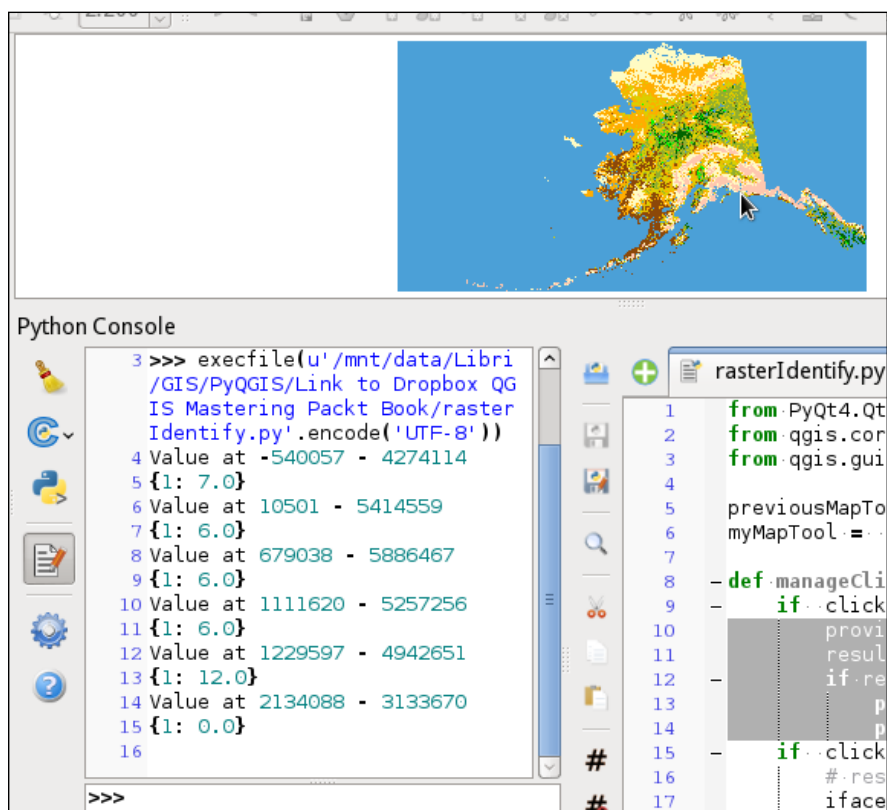 2.200
Python Console
3 >>> execfile(u'/mnt/data/Libri
/GIS/PyQGIS/Link to Dropbox QG
IS Mastering Packt Book/raster
Identify.py'.encode('UTF-8'))
4 Value at -540057 - 4274114
5 {1: 7.0}
6 Value at 10501 - 5414559
7 {1: 6.0}
8 Value at 679038 - 5886467
9 {1: 6.0}
10 Value at 1111620 - 5257256
11 {1: 6.0}
12 Value at 1229597 - 4942651
13 {1: 12.0}
14 Value at 2134088 - 3133670
15 {1: 0.0}
16
>>>
rasterIdentify.py
1 from PyQt4.Qt
2 from qgis.cor
3 from qgis.gui
4
5 previousMapTo
6 myMapTool =
7
8 def manageCli
9 if click
10 provi
11 resul
12 if re
13 p
14 p
15 if click
16 # res
17 iface